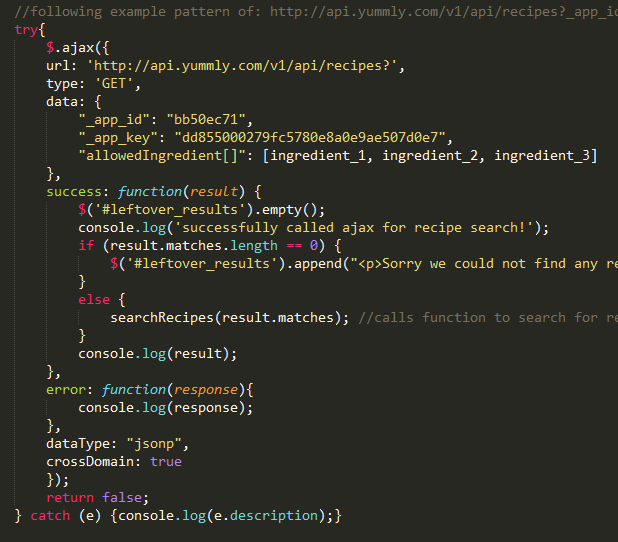 //following example pattern of: http://api.yummly.com/v1/api/recipes?_app_id
try{
$.ajax({
url: 'http://api.yummly.com/v1/api/recipes?',
type: 'GET',
data: {
"_app_id": "bb50ec71",
"_app_key": "dd855000279fc5780e8a0e9ae507d0e7",
"allowedIngredient[]": [ingredient_1, ingredient_2, ingredient_3]
},
success: function(result) {
$('#leftover_results').empty();
console.log('successfully called ajax for recipe search!');
if (result.matches.length == 0) {
$('#leftover_results').append("<p>Sorry we could not find any re
}
else {
searchRecipes(result.matches); //calls function to search for re
}
console.log(result);
},
error: function(response){
console.log(response);
},
dataType: "jsonp",
crossDomain: true
});
return false;
} catch (e) {console.log(e.description);}